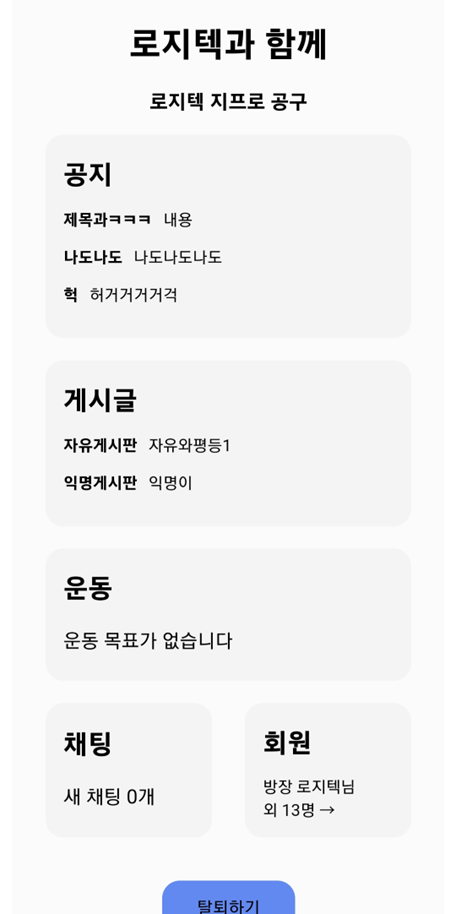 로지텍과 함께
로지텍 지프로 공구
공지
제목과ㅋㅋㅋ 내용
나도나도 나도나도나도
헉 허거거거거걱
게시글
자유게시판 자유와평등1
익명게시판 익명이
운동
운동 목표가 없습니다
채팅
새 채팅 0개
회원
방장 로지텍님
외 13명 →
탈퇴하기